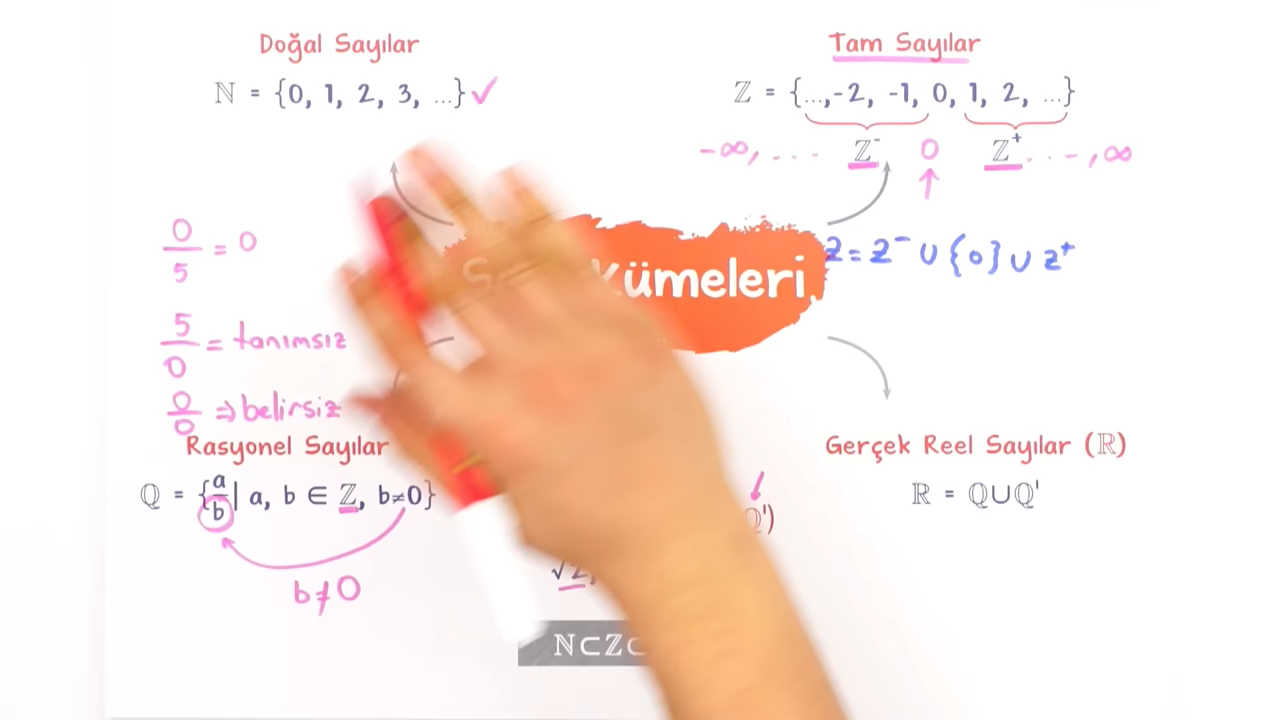 Doğal Sayılar
ℕ = {0, 1, 2, 3, ...} ✓
Tam Sayılar
ℤ = {...,-2, -1, 0, 1, 2, ...}
-∞, ... ℤ⁻ 0 ℤ⁺ ..., ∞
Z = Z⁻ ∪ {0} ∪ Z⁺
Kümeleri
0/5 = 0
5/0 = tanımsız
0/0 ⇒ belirsiz
Rasyonel Sayılar
ℚ = {a/b | a, b ∈ ℤ, b≠0}
b≠0
')
√2,
Gerçek Reel Sayılar (ℝ)
ℝ = ℚ∪ℚ'
ℕ⊂ℤ⊂